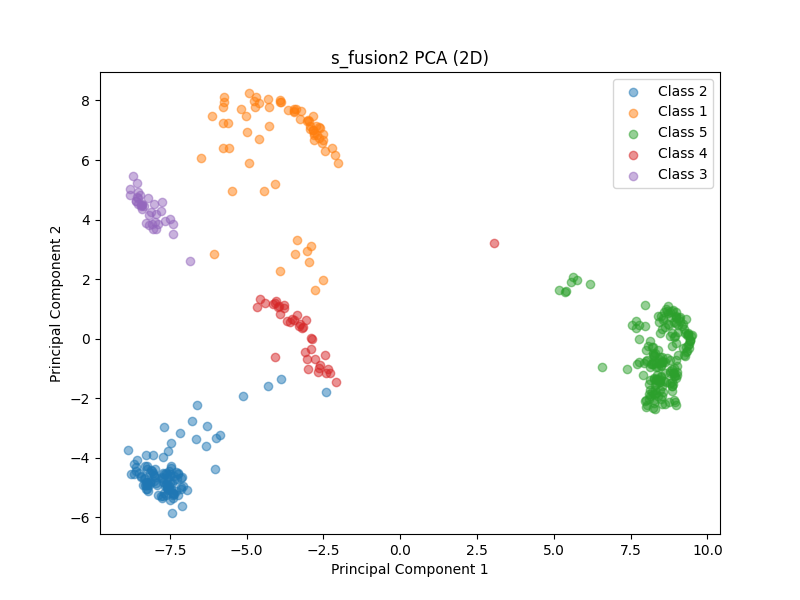 s_fusion2 PCA (2D)
Class 2
Class 1
Class 5
Class 4
Class 3
Principal Component 2
8
6
4
2
0
−2
−4
−6
−7.5
−5.0
−2.5
0.0
2.5
5.0
7.5
10.0
Principal Component 1